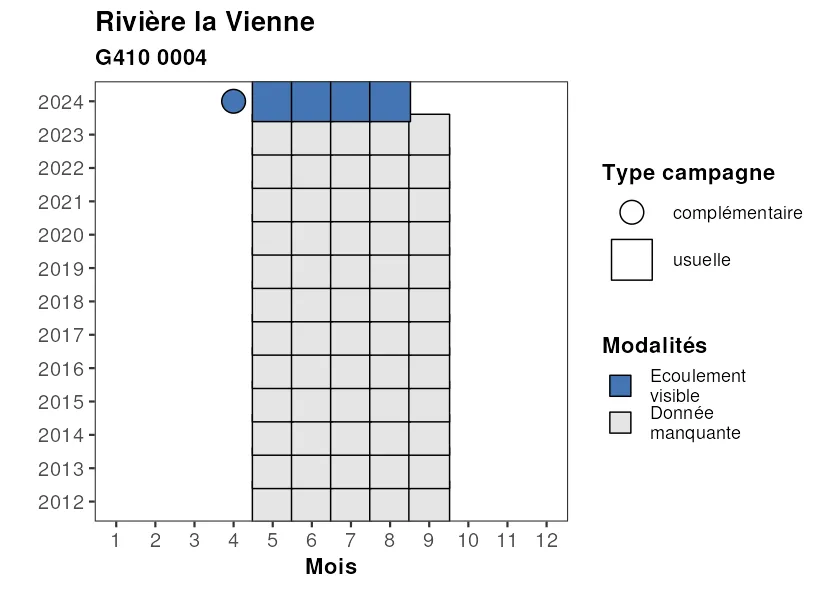 Rivière la Vienne
G410 0004
2024
2023
2022
2021
2020
2019
2018
2017
2016
2015
2014
2013
2012
1 2 3 4 5 6 7 8 9 10 11 12
Mois
Type campagne
complémentaire
usuelle
Modalités
Ecoulement
visible
Donnée
manquante